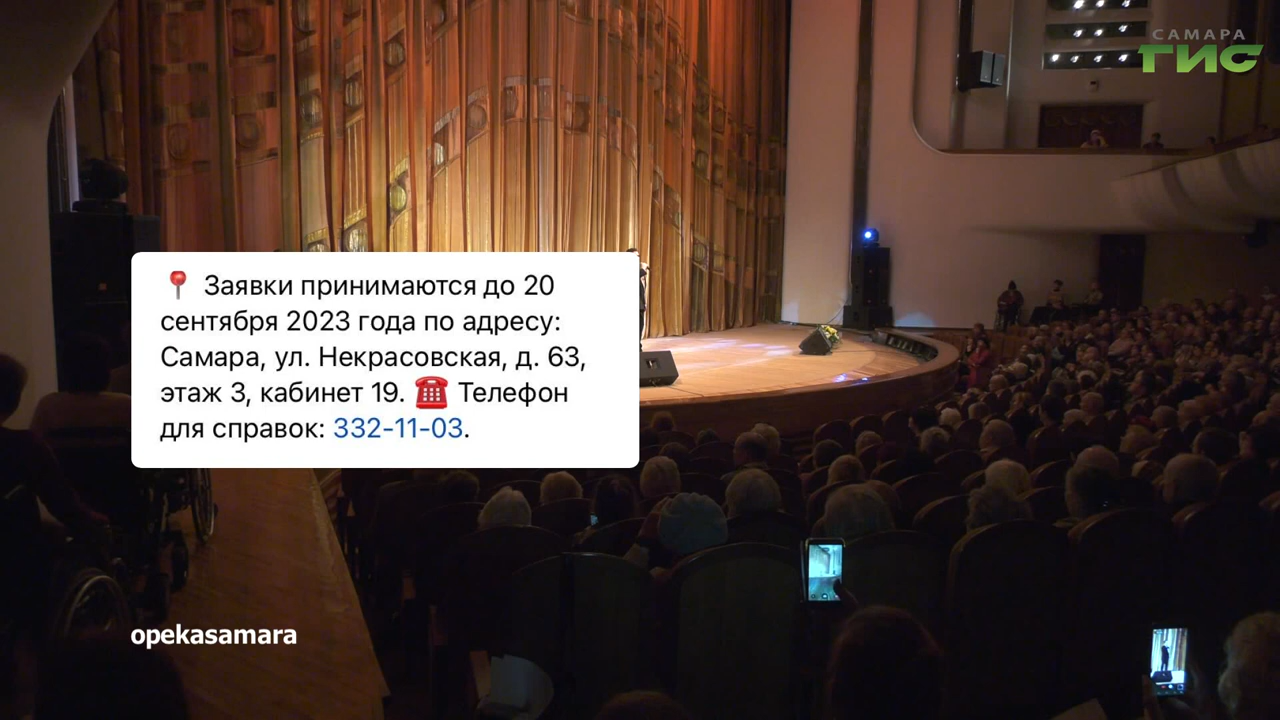 САМАРА
ГИС
📍 Заявки принимаются до 20
сентября 2023 года по адресу:
Самара, ул. Некрасовская, д. 63,
этаж 3, кабинет 19. ☎️ Телефон
для справок: 332-11-03.
opekasamara